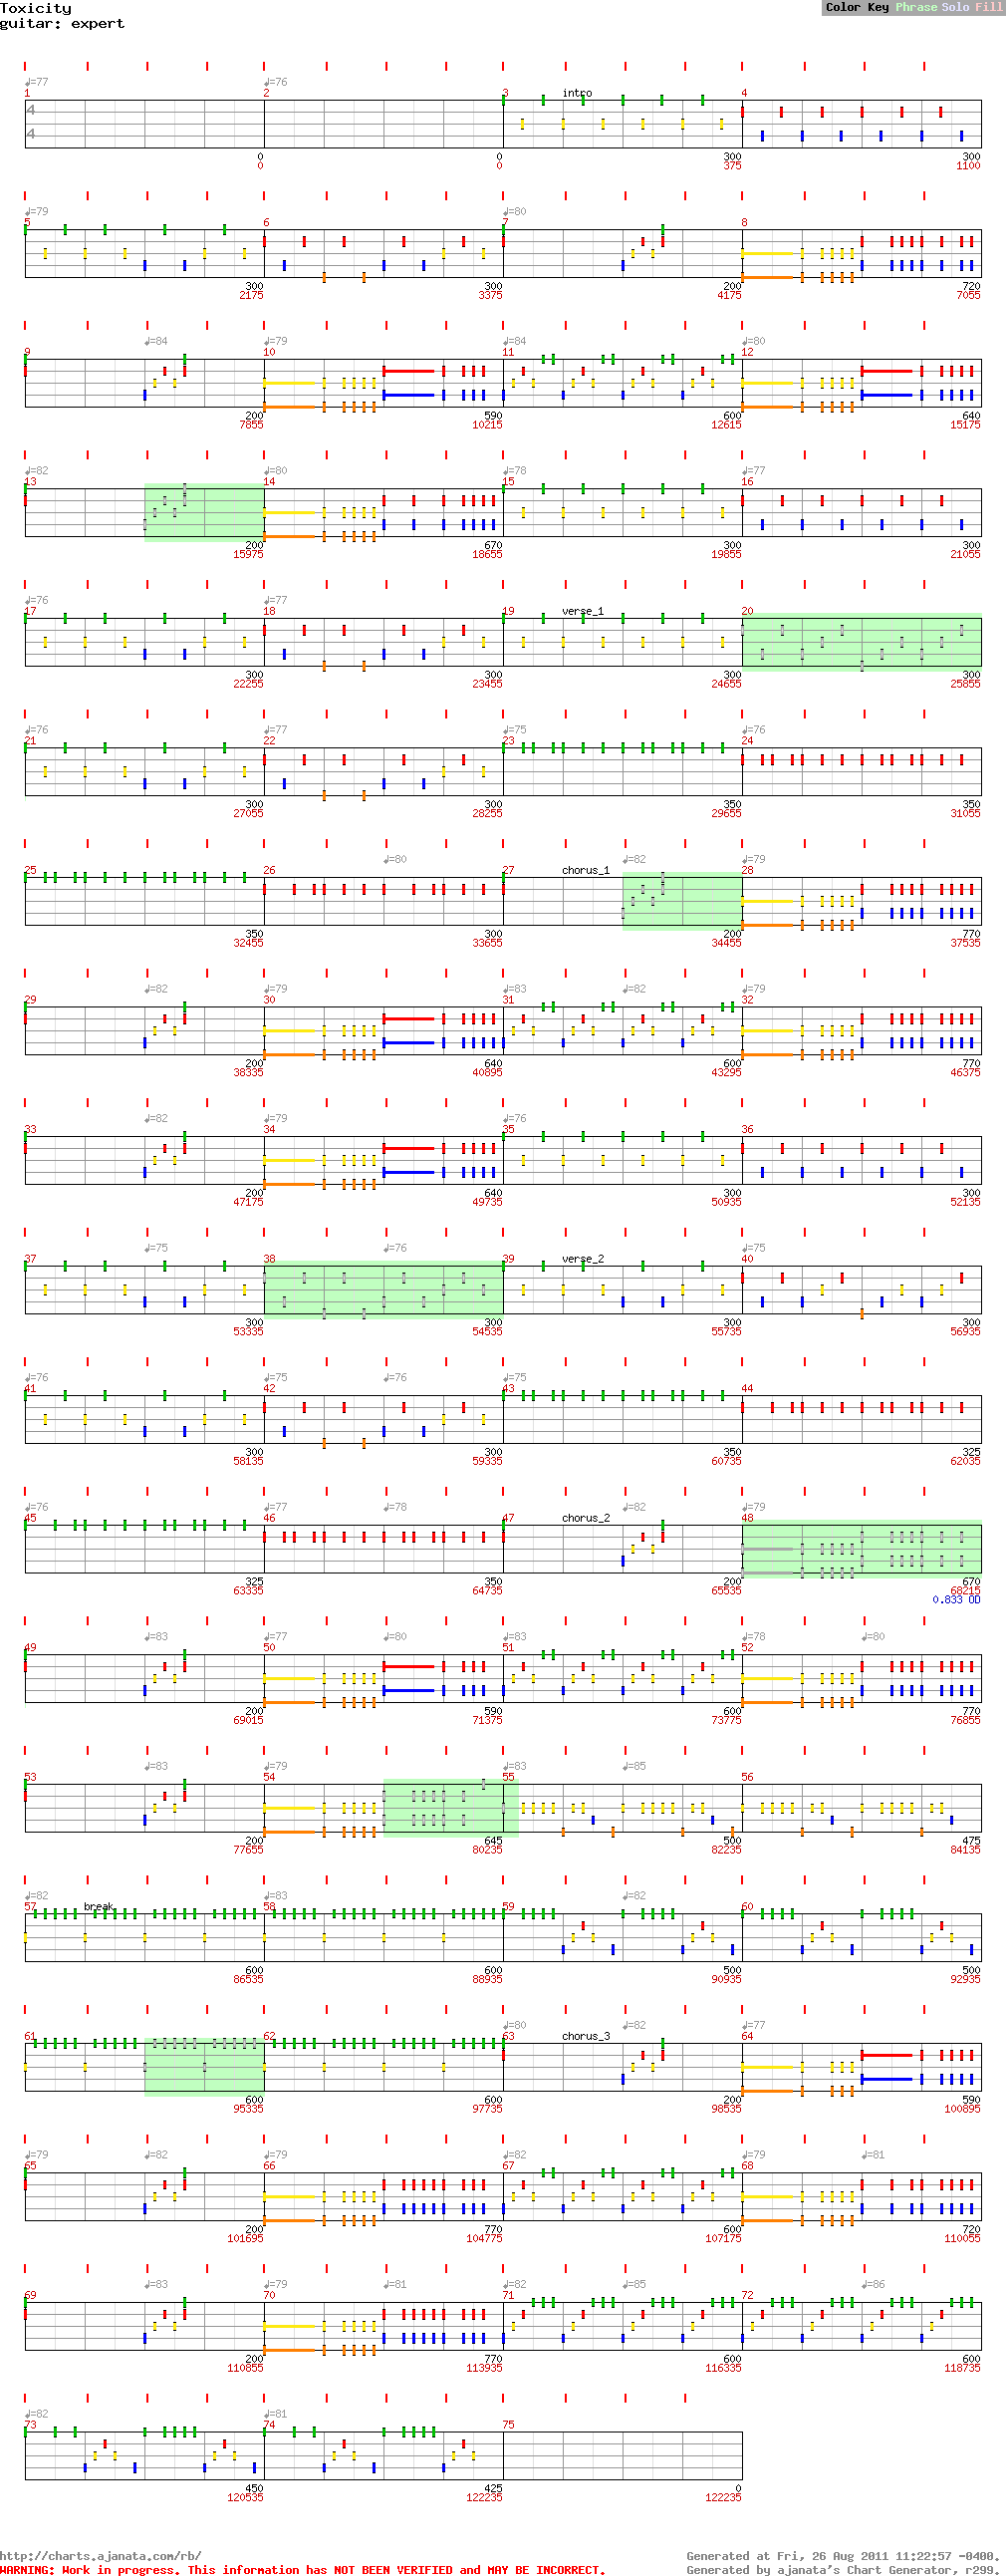 Toxicity
Color Key Phrase Solo Fill
guitar: expert
♩=77 ♩=76
1 2 3 intro 4
4
4
0 0 300 300
0 0 375 1100
♩=79 ♩=80
5 6 7 8
300 300 200 720
2175 3375 4175 7055
♩=84 ♩=79 ♩=84 ♩=80
9 10 11 12
200 590 600 640
7855 10215 12615 15175
♩=82 ♩=80 ♩=78 ♩=77
13 14 15 16
200 670 300 300
15975 18655 19855 21055
♩=76 ♩=77
17 18 19 verse_1 20
300 300 300 300
22255 23455 24655 25855
♩=76 ♩=77 ♩=75 ♩=76
21 22 23 24
300 300 350 350
27055 28255 29655 31055
♩=80 ♩=82 ♩=79
25 26 27 chorus_1 28
350 300 200 770
32455 33655 34455 37535
♩=82 ♩=79 ♩=83 ♩=82 ♩=79
29 30 31 32
200 640 600 770
38335 40895 43295 46375
♩=82 ♩=79 ♩=76
33 34 35 36
200 640 300 300
47175 49735 50935 52135
♩=75 ♩=76 ♩=75
37 38 39 verse_2 40
300 300 300 300
53335 54535 55735 56935
♩=76 ♩=75 ♩=76 ♩=75
41 42 43 44
300 300 350 325
58135 59335 60735 62035
♩=76 ♩=77 ♩=78 ♩=82 ♩=79
45 46 47 chorus_2 48
325 350 200 670
63335 64735 65535 68215
0.833 OD
♩=83 ♩=77 ♩=80 ♩=83 ♩=78 ♩=80
49 50 51 52
200 590 600 770
69015 71375 73775 76855
♩=83 ♩=79 ♩=83 ♩=85
53 54 55 56
200 645 500 475
77655 80235 82235 84135
♩=82 ♩=83 ♩=82
57 break 58 59 60
600 600 500 500
86535 88935 90935 92935
♩=80 ♩=82 ♩=77
61 62 63 chorus_3 64
600 600 200 590
95335 97735 98535 100895
♩=79 ♩=82 ♩=79 ♩=82 ♩=79 ♩=81
65 66 67 68
200 770 600 720
101695 104775 107175 110055
♩=83 ♩=79 ♩=81 ♩=82 ♩=85 ♩=86
69 70 71 72
200 770 600 600
110855 113935 116335 118735
♩=82 ♩=81
73 74 75
450 425 0
120535 122235 122235
http://charts.ajanata.com/rb/
Generated at Fri, 26 Aug 2011 11:22:57 -0400.
WARNING: Work in progress. This information has NOT BEEN VERIFIED and MAY BE INCORRECT.
Generated by ajanata's Chart Generator, r299.